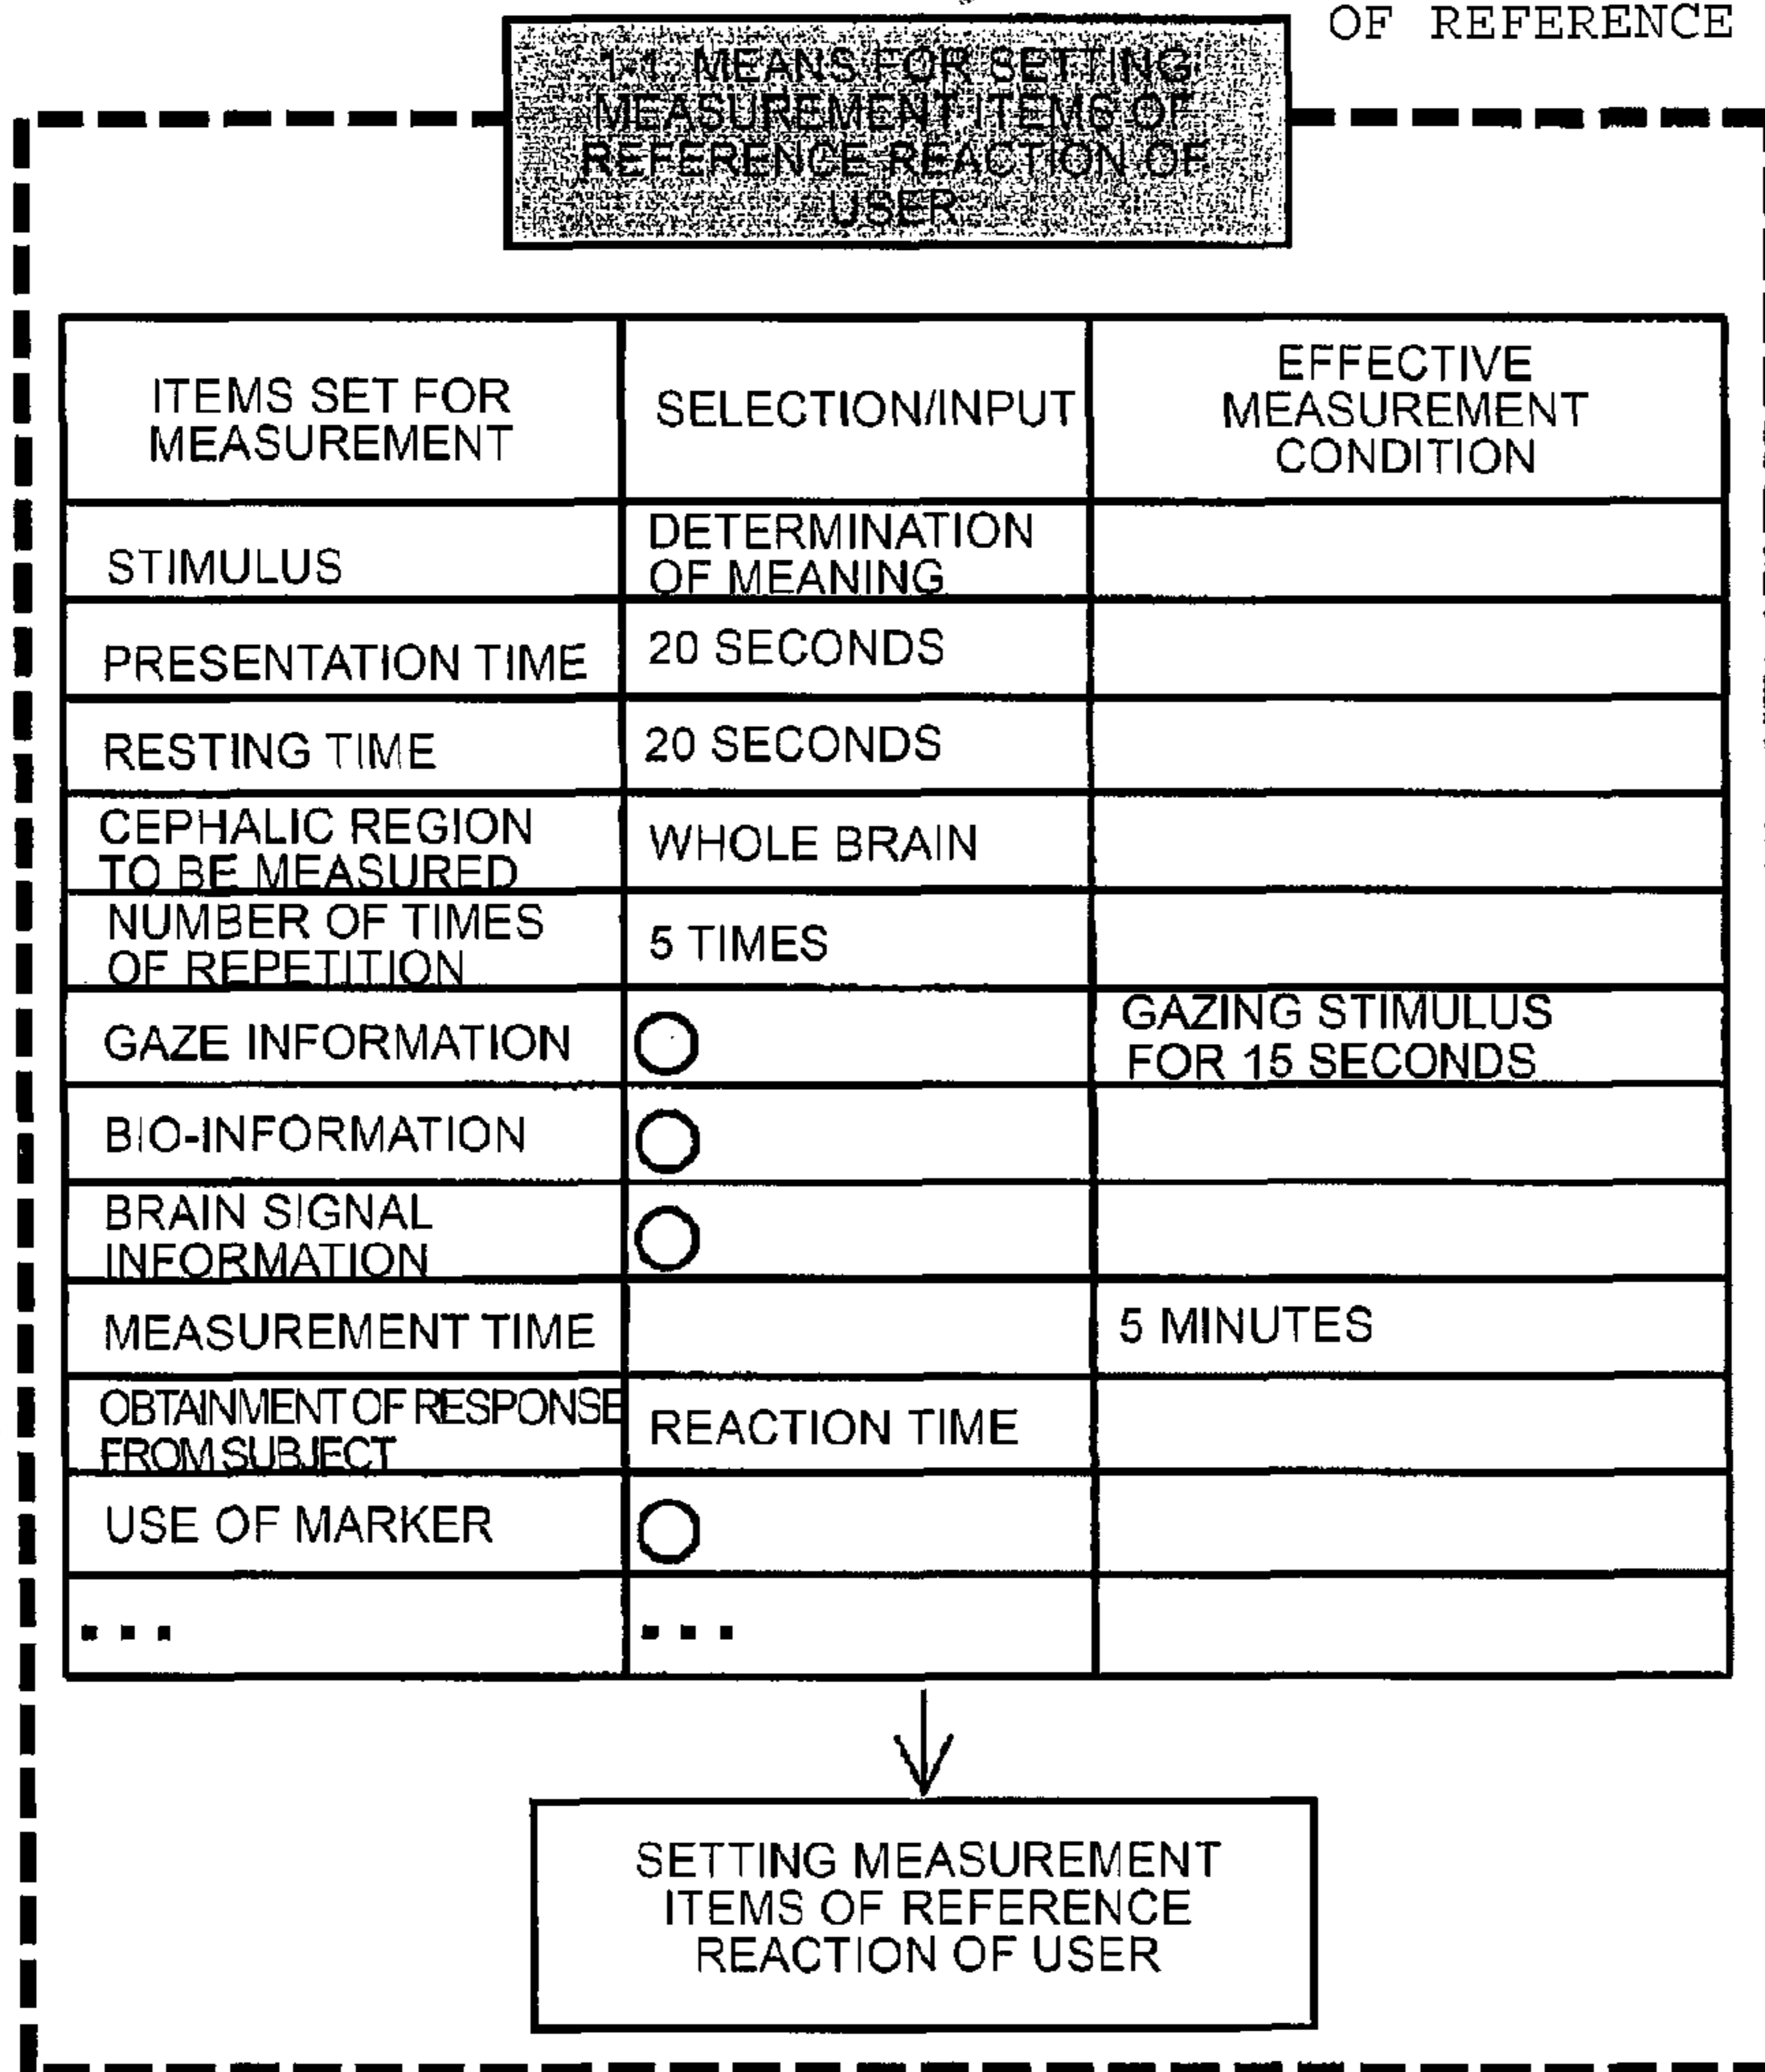 OF REFERENCE
1-1. MEANS FOR SETTING
MEASUREMENT ITEMS OF
REFERENCE REACTION OF
USER
ITEMS SET FOR
MEASUREMENT
SELECTION/INPUT
EFFECTIVE
MEASUREMENT
CONDITION
STIMULUS
DETERMINATION
OF MEANING
PRESENTATION TIME
20 SECONDS
RESTING TIME
20 SECONDS
CEPHALIC REGION
TO BE MEASURED
WHOLE BRAIN
NUMBER OF TIMES
OF REPETITION
5 TIMES
GAZE INFORMATION
◯
GAZING STIMULUS
FOR 15 SECONDS
BIO-INFORMATION
◯
BRAIN SIGNAL
INFORMATION
◯
MEASUREMENT TIME
5 MINUTES
OBTAINMENT OF RESPONSE
FROM SUBJECT
REACTION TIME
USE OF MARKER
◯
...
...
SETTING MEASUREMENT
ITEMS OF REFERENCE
REACTION OF USER